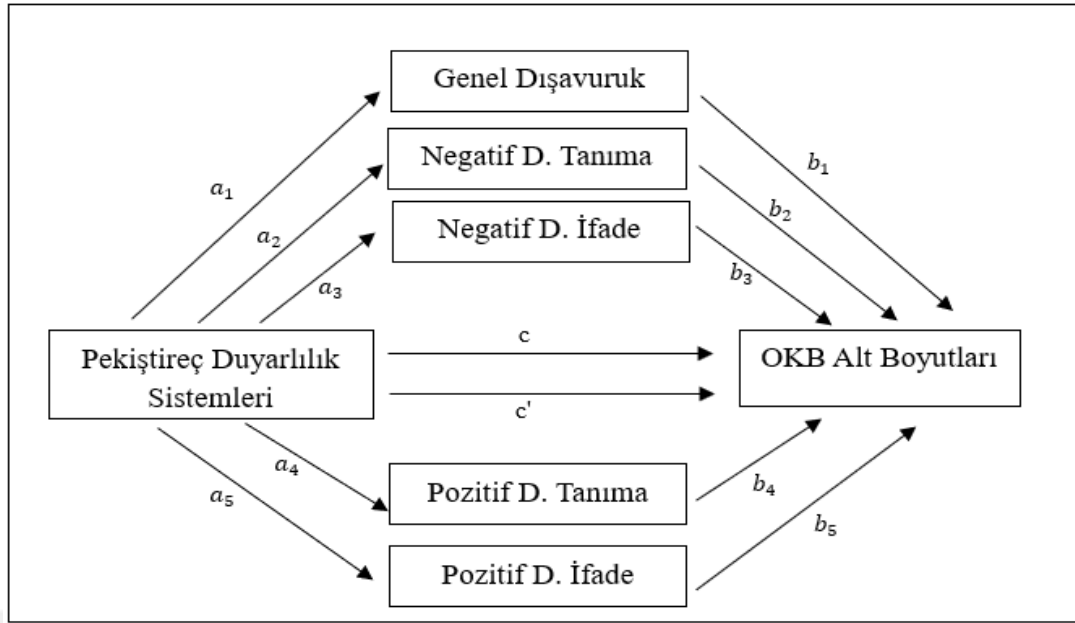 Genel Dışavuruk
Negatif D. Tanıma
Negatif D. İfade
a₁
a₂
a₃
b₁
b₂
b₃
Pekiştireç Duyarlılık
Sistemleri
c
c'
OKB Alt Boyutları
a₄
a₅
b₄
b₅
Pozitif D. Tanıma
Pozitif D. İfade